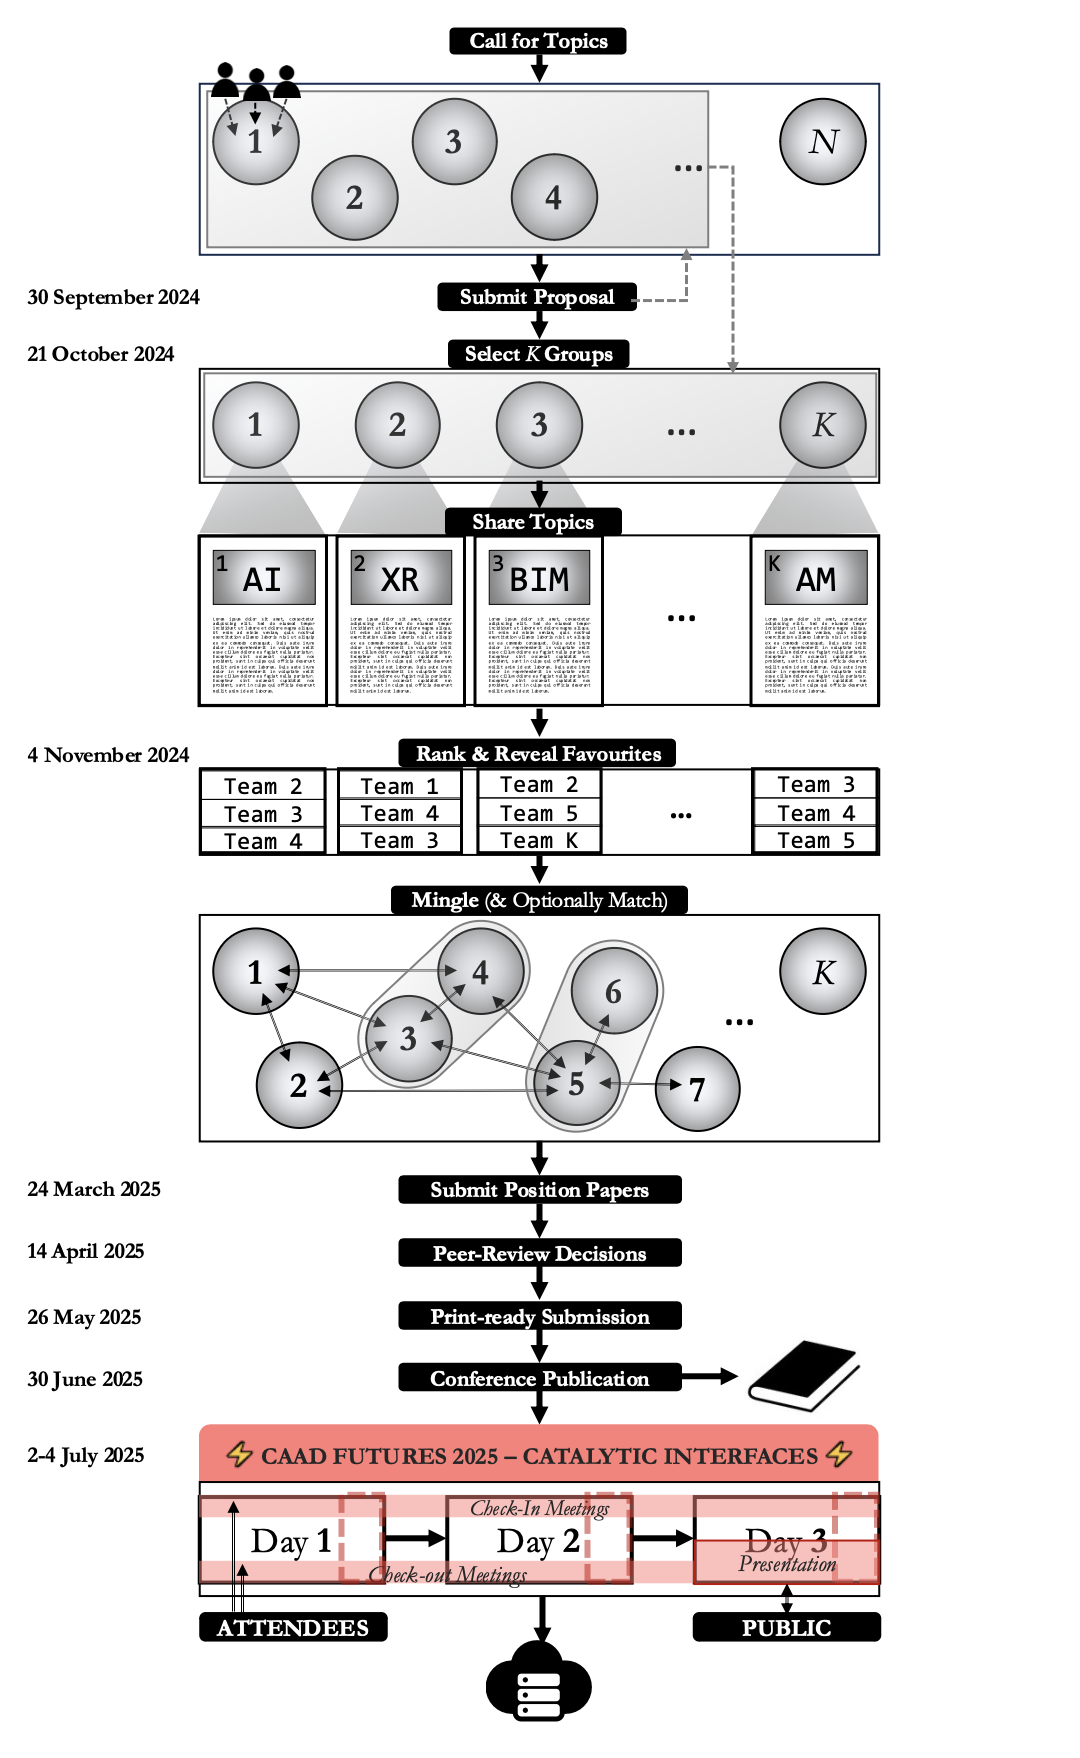 Call for Topics
1
2
3
4
...
N
30 September 2024
Submit Proposal
21 October 2024
Select K Groups
1
2
3
...
K
Share Topics
1 AI
2 XR
3 BIM
...
K AM
4 November 2024
Rank & Reveal Favourites
Team 2
Team 3
Team 4
Team 1
Team 4
Team 3
Team 2
Team 5
Team K
...
Team 3
Team 4
Team 5
Mingle (& Optionally Match)
1
2
3
4
5
6
7
...
K
24 March 2025
Submit Position Papers
14 April 2025
Peer-Review Decisions
26 May 2025
Print-ready Submission
30 June 2025
Conference Publication
2-4 July 2025
⚡ CAAD FUTURES 2025 – CATALYTIC INTERFACES ⚡
Check-In Meetings
Day 1
Day 2
Day 3
Check-out Meetings
Presentation
ATTENDEES
PUBLIC